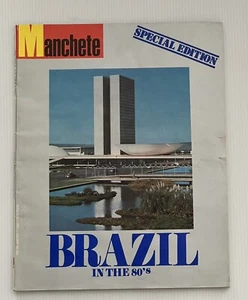 Manchete
SPECIAL EDITION
BRAZIL
IN THE 80's